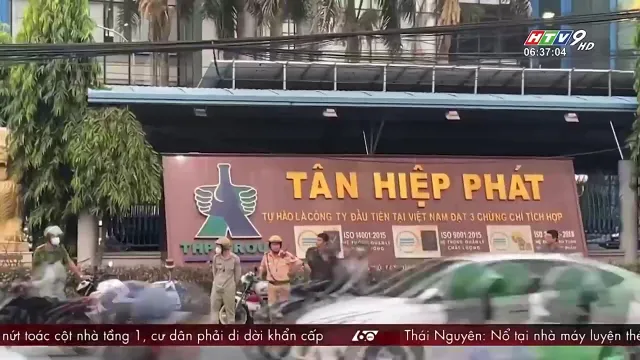 HTV9 HD
06:37:04
TÂN HIỆP PHÁT
TỰ HÀO LÀ CÔNG TY ĐẦU TIÊN TẠI VIỆT NAM ĐẠT 3 CHỨNG CHỈ TÍCH HỢP
THP GROUP
ISO 14001:2015
ISO 9001:2015
nứt toác cột nhà tầng 1, cư dân phải di dời khẩn cấp
60
Thái Nguyên: Nổ tại nhà máy luyện